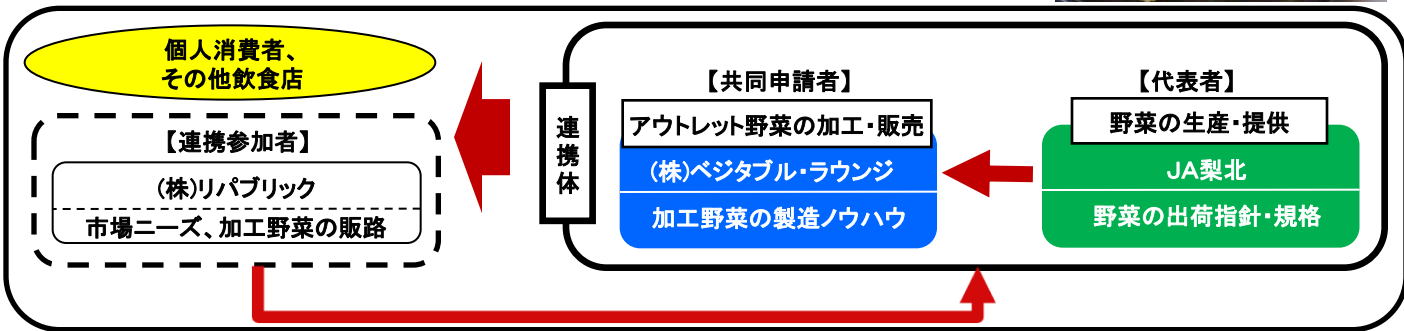 個人消費者、
その他飲食店
【連携参加者】
(株)リパブリック
市場ニーズ、加工野菜の販路
連携体
【共同申請者】
アウトレット野菜の加工・販売
(株)ベジタブル・ラウンジ
加工野菜の製造ノウハウ
【代表者】
野菜の生産・提供
JA梨北
野菜の出荷指針・規格